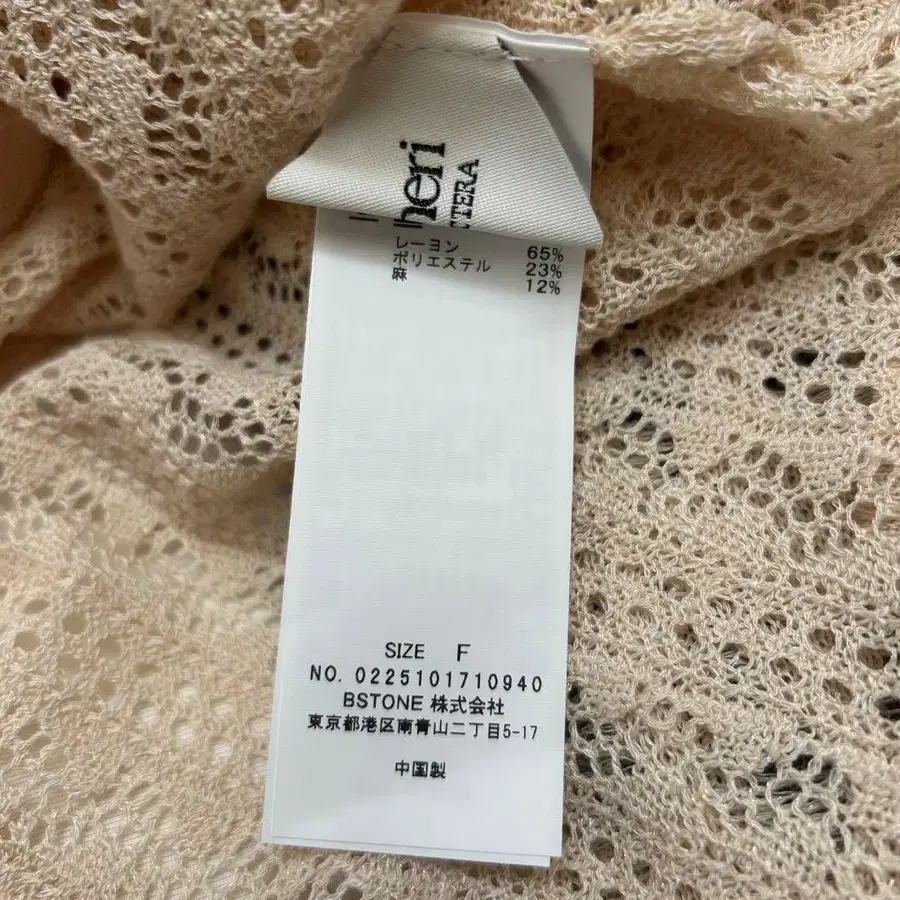 heri
CTERA
レーヨン 65%
ポリエステル 23%
麻 12%
SIZE F
NO. 0225101710940
BSTONE 株式会社
東京都港区南青山二丁目5-17
中国製